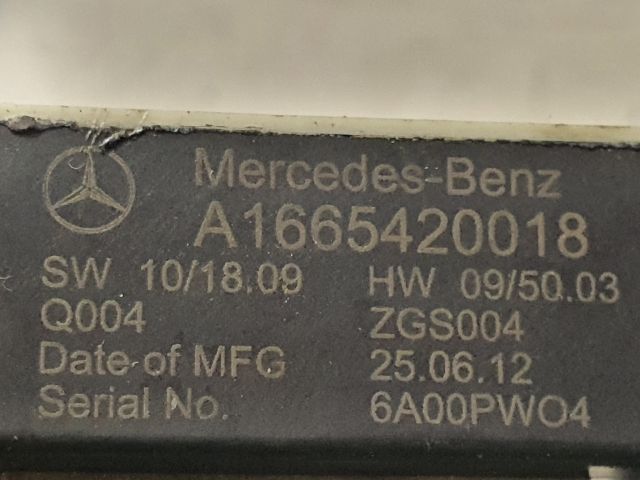 Mercedes-Benz
A1665420018
SW 10/18.09 HW 09/50.03
Q004 ZGS004
Date of MFG 25.06.12
Serial No. 6A00PWO4